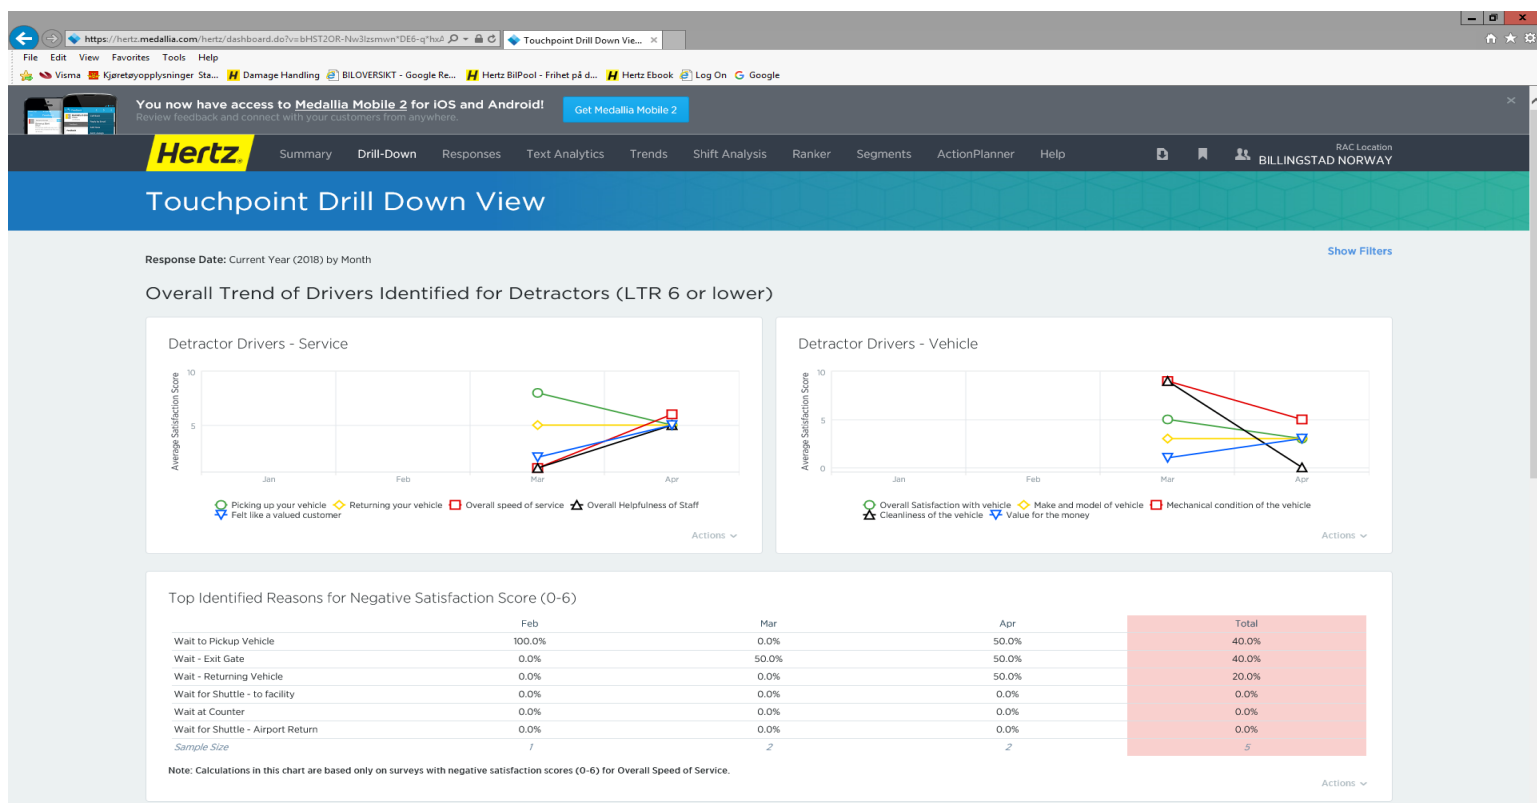 https://hertz.medallia.com/hertz/dashboard.do?v=bHST2OR-Nw3Izsmwn*DE6-q*hxA
Touchpoint Drill Down Vie...
File Edit View Favorites Tools Help
Visma Kjøretøyopplysninger Sta... Damage Handling BILOVERSIKT - Google Re... Hertz BilPool - Frihet på d... Hertz Ebook Log On Google
You now have access to Medallia Mobile 2 for iOS and Android!
Review feedback and connect with your customers from anywhere.
Get Medallia Mobile 2
Hertz. Summary Drill-Down Responses Text Analytics Trends Shift Analysis Ranker Segments ActionPlanner Help
RAC Location
BILLINGSTAD NORWAY
Touchpoint Drill Down View
Show Filters
Response Date: Current Year (2018) by Month
Overall Trend of Drivers Identified for Detractors (LTR 6 or lower)
Detractor Drivers - Service
Average Satisfaction Score
10
5
Jan Feb Mar Apr
Picking up your vehicle Returning your vehicle Overall speed of service Overall Helpfulness of Staff
Felt like a valued customer
Actions
Detractor Drivers - Vehicle
Average Satisfaction Score
10
5
0
Jan Feb Mar Apr
Overall Satisfaction with vehicle Make and model of vehicle Mechanical condition of the vehicle
Cleanliness of the vehicle Value for the money
Actions
Top Identified Reasons for Negative Satisfaction Score (0-6)
Feb Mar Apr Total
Wait to Pickup Vehicle 100.0% 0.0% 50.0% 40.0%
Wait - Exit Gate 0.0% 50.0% 50.0% 40.0%
Wait - Returning Vehicle 0.0% 0.0% 50.0% 20.0%
Wait for Shuttle - to facility 0.0% 0.0% 0.0% 0.0%
Wait at Counter 0.0% 0.0% 0.0% 0.0%
Wait for Shuttle - Airport Return 0.0% 0.0% 0.0% 0.0%
Sample Size 1 2 2 5
Note: Calculations in this chart are based only on surveys with negative satisfaction scores (0-6) for Overall Speed of Service.
Actions